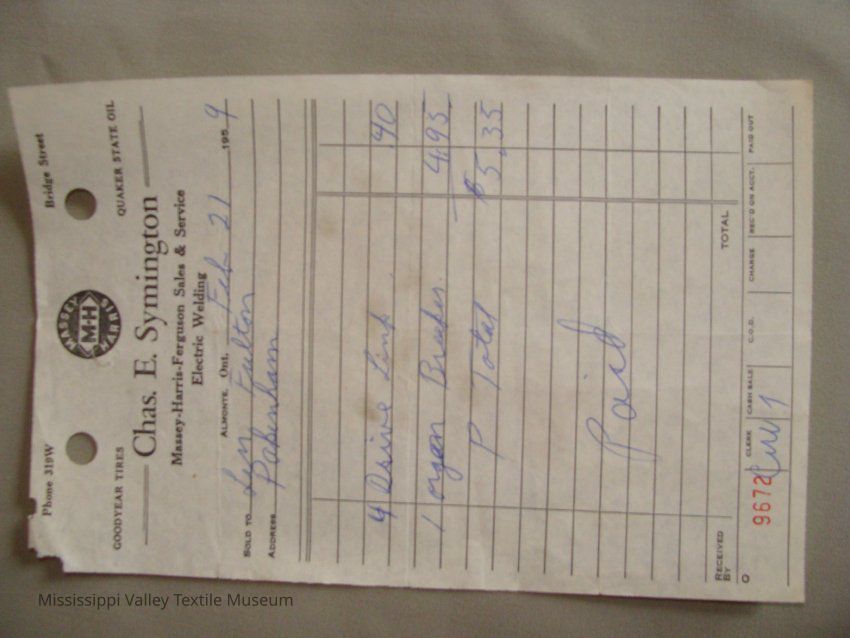 Phone 319W Bridge Street
MASSEY M-H HARRIS
GOODYEAR TIRES QUAKER STATE OIL
Chas. E. Symington
Massey-Harris-Ferguson Sales & Service
Electric Welding
ALMONTE, Ont. Feb 21 1959
SOLD TO Len Fulton
ADDRESS Pakenham
4 Drive Link .40
1 organ 4.95
P Total $5.35
Paid
TOTAL
RECEIVED BY
O CLERK CASH SALE C.O.D. CHARGE REC'D ON ACCT. PAID OUT
9672
Mississippi Valley Textile Museum